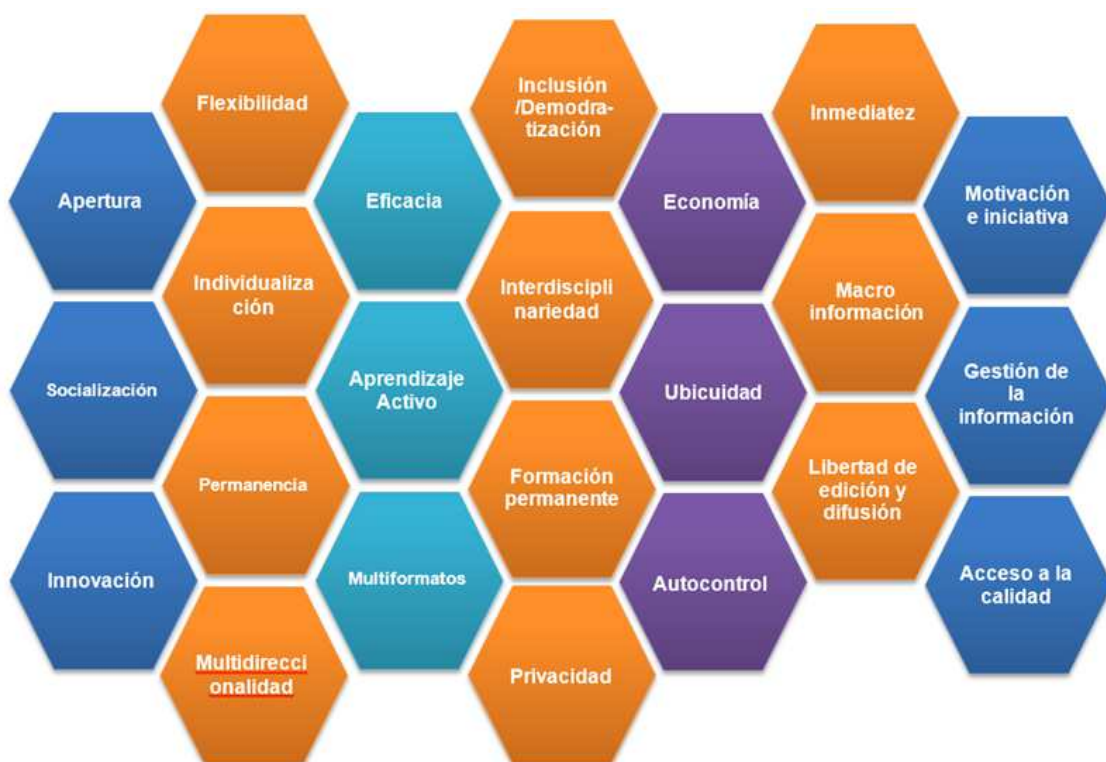 Flexibilidad
Inclusión
/Demodra-
tización
Inmediatez
Apertura
Eficacia
Economía
Motivación
e iniciativa
Individualiza
ción
Interdiscipli
nariedad
Macro
información
Socialización
Aprendizaje
Activo
Ubicuidad
Gestión de
la
información
Permanencia
Formación
permanente
Libertad de
edición y
difusión
Innovación
Multiformatos
Autocontrol
Acceso a la
calidad
Multidirecci
onalidad
Privacidad